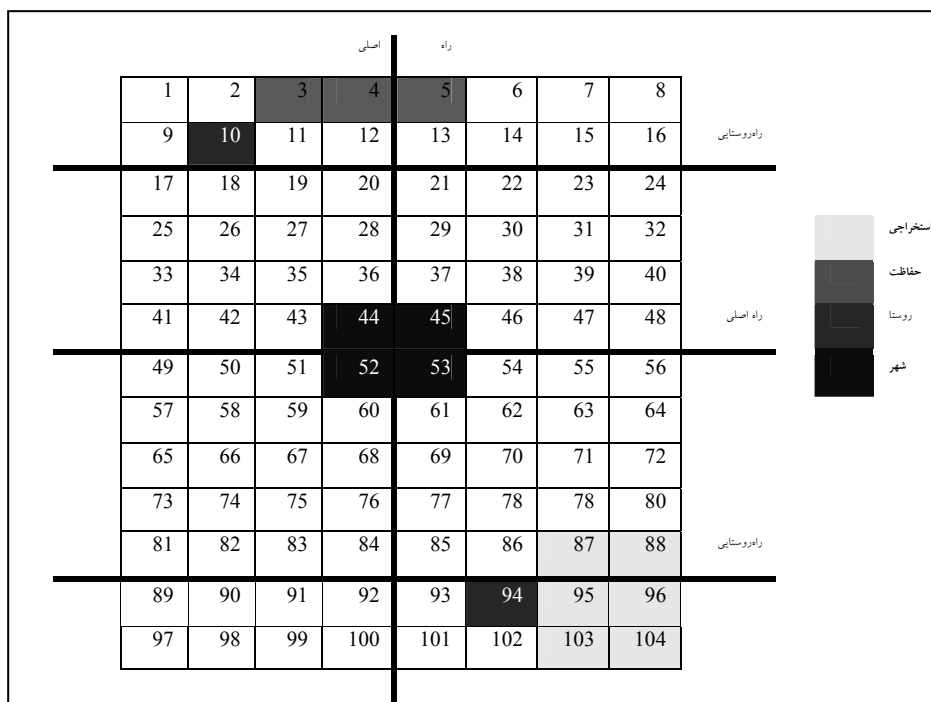 راه اصلی
1 2 3 4 5 6 7 8
9 10 11 12 13 14 15 16 راه‌روستایی
17 18 19 20 21 22 23 24
25 26 27 28 29 30 31 32
33 34 35 36 37 38 39 40
41 42 43 44 45 46 47 48 راه اصلی
49 50 51 52 53 54 55 56
57 58 59 60 61 62 63 64
65 66 67 68 69 70 71 72
73 74 75 76 77 78 78 80
81 82 83 84 85 86 87 88 راه‌روستایی
89 90 91 92 93 94 95 96
97 98 99 100 101 102 103 104
استخراجی
حفاظت
روستا
شهر